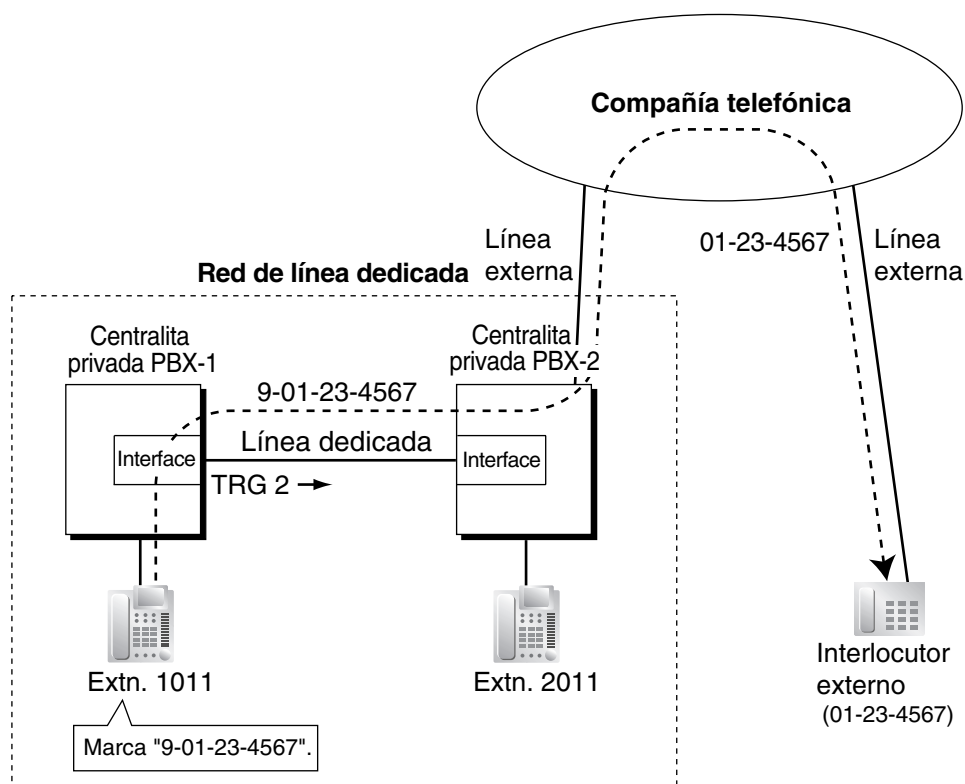 Compañía telefónica
Línea
externa
01-23-4567
Línea
externa
Red de línea dedicada
Centralita
privada PBX-1
Centralita
privada PBX-2
9-01-23-4567
Línea dedicada
Interface
Interface
TRG 2
Extn. 1011
Extn. 2011
Marca "9-01-23-4567".
Interlocutor
externo
(01-23-4567)